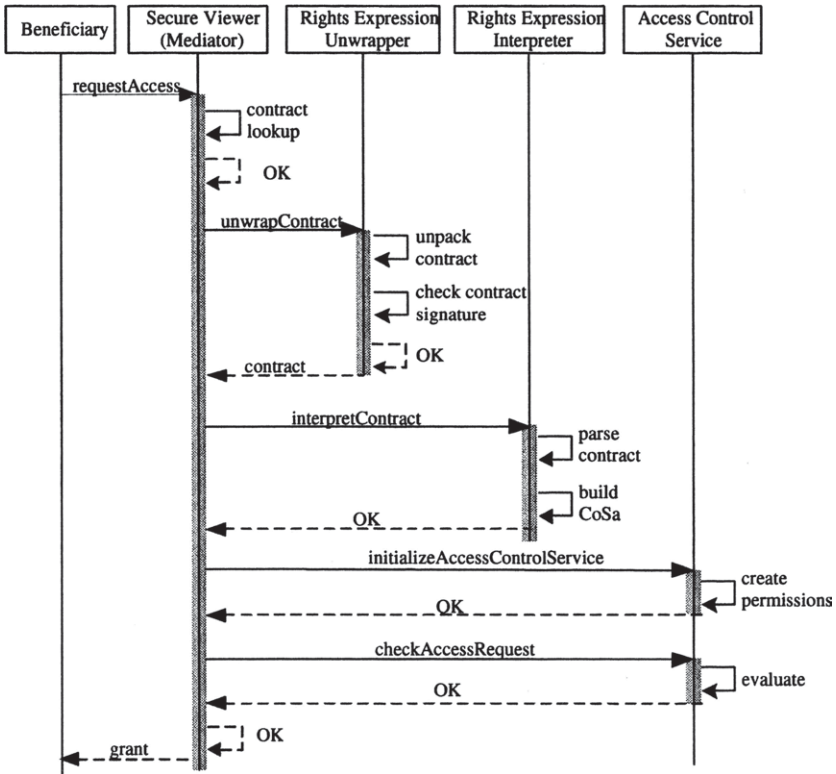 Beneficiary
Secure Viewer
(Mediator)
Rights Expression
Unwrapper
Rights Expression
Interpreter
Access Control
Service
requestAccess
contract
lookup
OK
unwrapContract
unpack
contract
check contract
signature
OK
contract
interpretContract
parse
contract
build
CoSa
OK
initializeAccessControlService
create
permissions
OK
checkAccessRequest
evaluate
OK
OK
grant